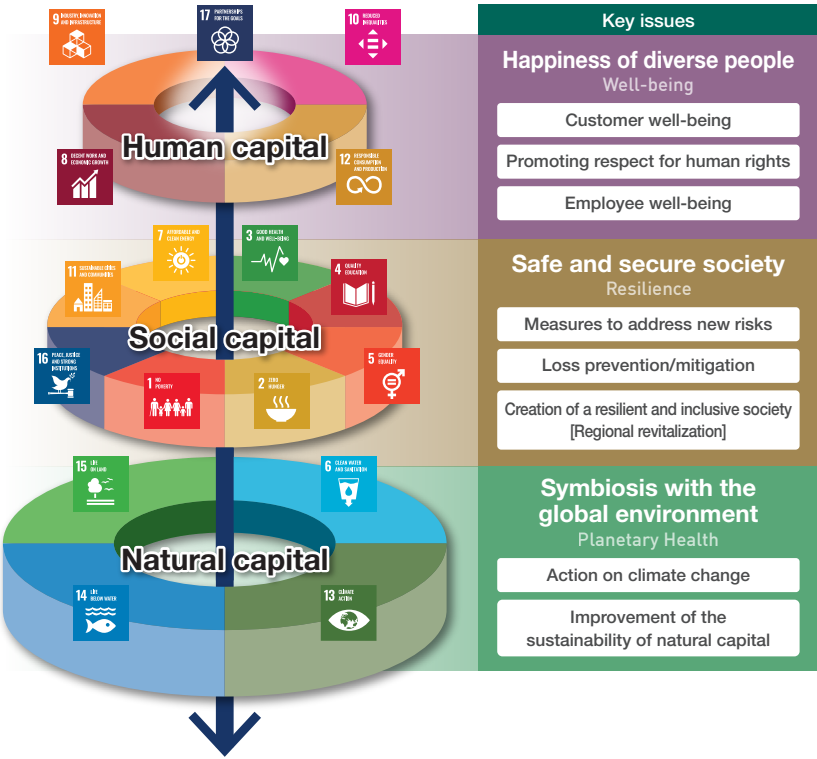 9 INDUSTRY, INNOVATION
AND INFRASTRUCTURE
17 PARTNERSHIPS
FOR THE GOALS
10 REDUCED
INEQUALITIES
Human capital
8 DECENT WORK AND
ECONOMIC GROWTH
12 RESPONSIBLE
CONSUMPTION
AND PRODUCTION
7 AFFORDABLE AND
CLEAN ENERGY
3 GOOD HEALTH
AND WELL-BEING
11 SUSTAINABLE CITIES
AND COMMUNITIES
4 QUALITY
EDUCATION
Social capital
16 PEACE, JUSTICE
AND STRONG
INSTITUTIONS
5 GENDER
EQUALITY
1 NO
POVERTY
2 ZERO
HUNGER
15 LIFE
ON LAND
6 CLEAN WATER
AND SANITATION
Natural capital
14 LIFE
BELOW WATER
13 CLIMATE
ACTION
Key issues
Happiness of diverse people
Well-being
Customer well-being
Promoting respect for human rights
Employee well-being
Safe and secure society
Resilience
Measures to address new risks
Loss prevention/mitigation
Creation of a resilient and inclusive society
[Regional revitalization]
Symbiosis with the
global environment
Planetary Health
Action on climate change
Improvement of the
sustainability of natural capital